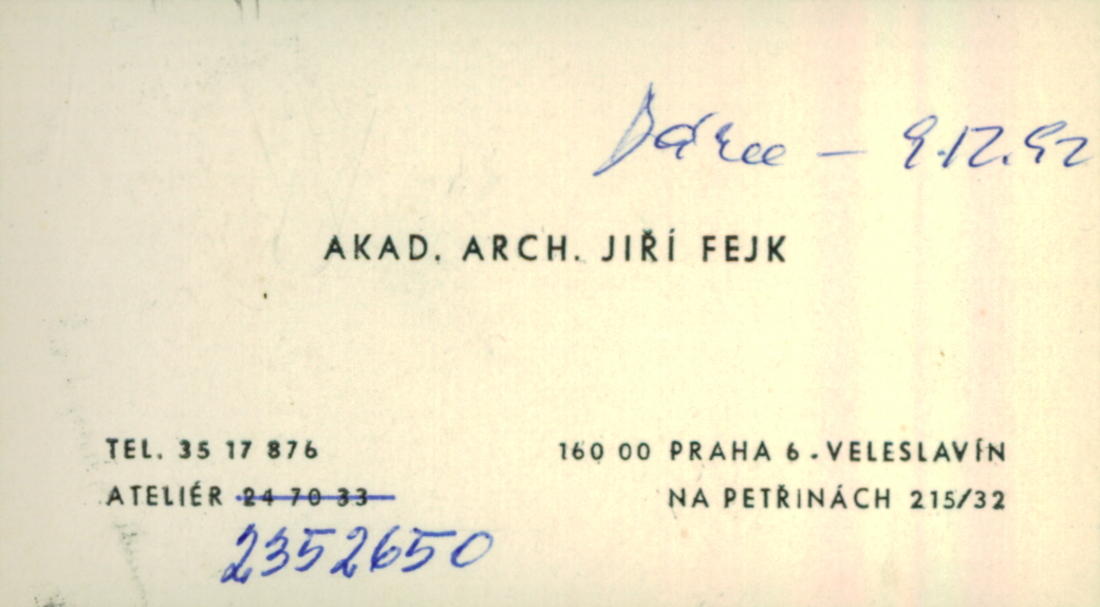 Dárce – 9.12.92
AKAD. ARCH. JIŘÍ FEJK
TEL. 35 17 876
ATELIÉR 24 70 33
2352650
160 00 PRAHA 6 - VELESLAVÍN
NA PETŘINÁCH 215/32